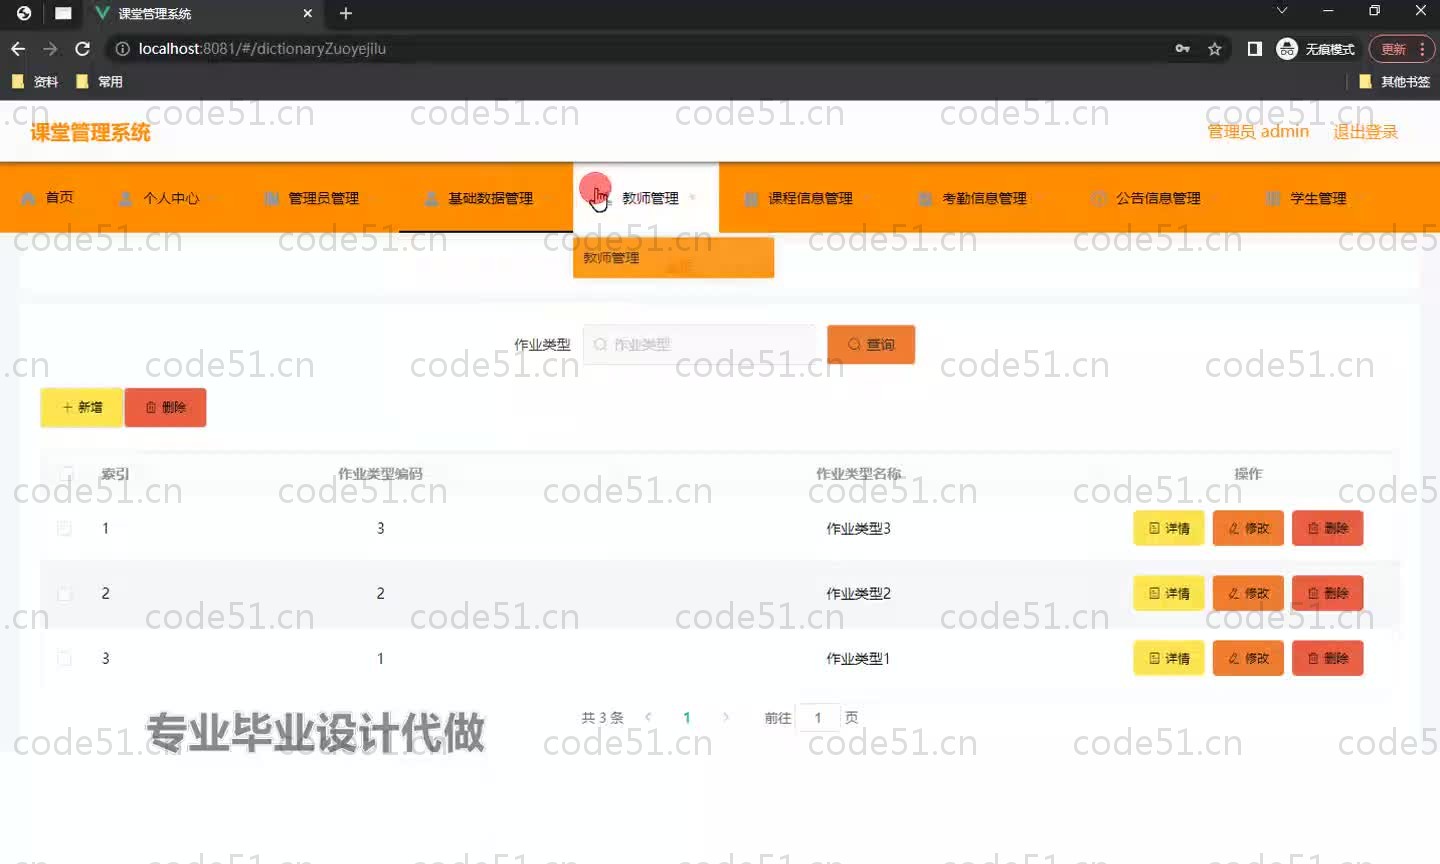 课堂管理系统
localhost:8081/#/dictionaryZuoyejilu
无痕模式
更新
资料
常用
其他书签
课堂管理系统
管理员 admin
退出登录
首页
个人中心
管理员管理
基础数据管理
教师管理
课程信息管理
考勤信息管理
公告信息管理
学生管理
教师管理
作业类型
作业类型
查询
新增
删除
索引 作业类型编码 作业类型名称 操作
1 3 作业类型3 详情 修改 删除
2 2 作业类型2 详情 修改 删除
3 1 作业类型1 详情 修改 删除
共 3 条 1 前往 1 页
专业毕业设计代做
code51.cn